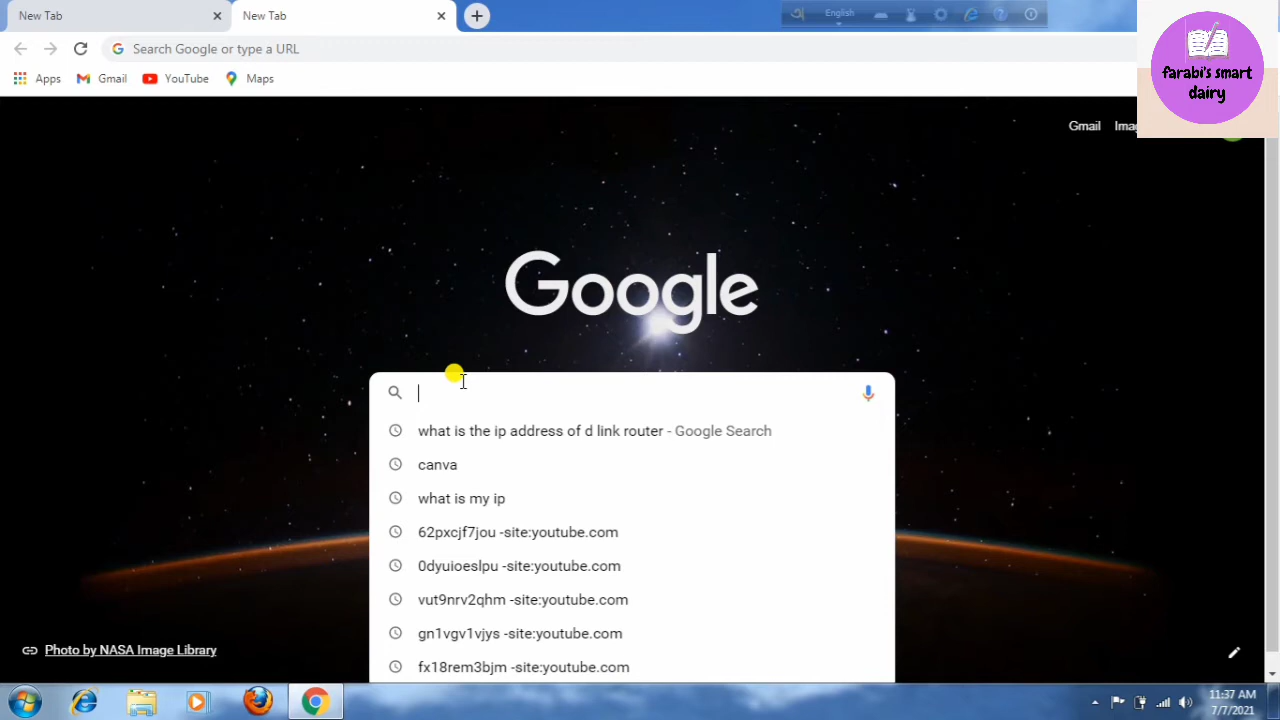 New Tab
New Tab
English
Search Google or type a URL
Apps
Gmail
YouTube
Maps
farabi's smart
dairy
Gmail
Google
what is the ip address of d link router - Google Search
canva
what is my ip
62pxcjf7jou -site:youtube.com
0dyuioeslpu -site:youtube.com
vut9nrv2qhm -site:youtube.com
gn1vgv1vjys -site:youtube.com
fx18rem3bjm -site:youtube.com
Photo by NASA Image Library
11:37 AM
7/7/2021